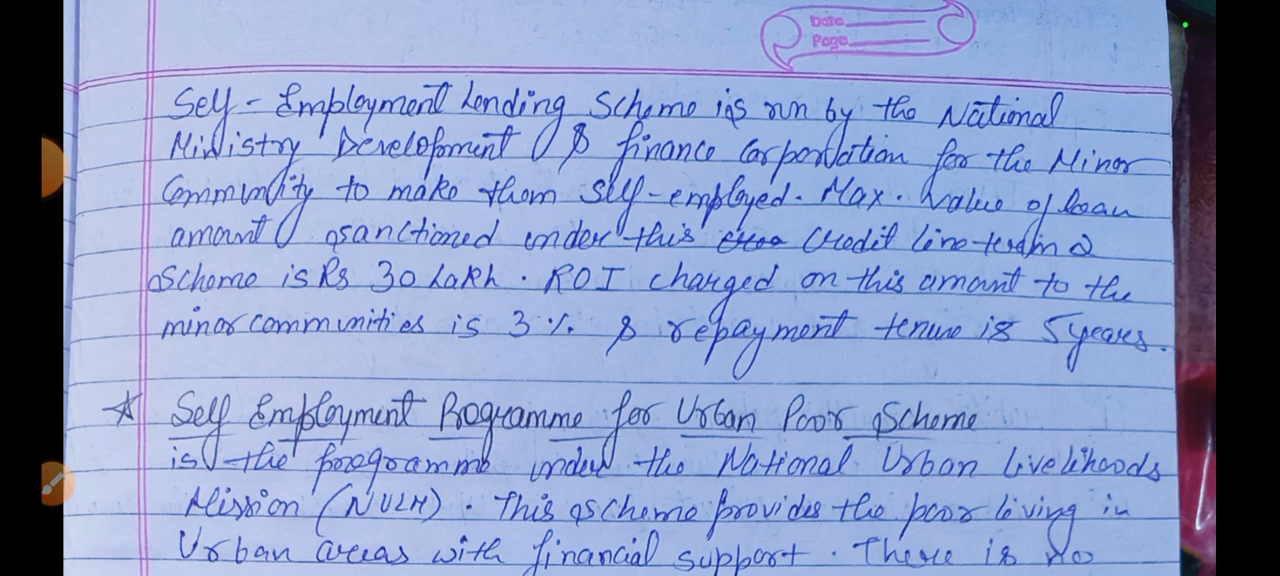 Date
Page
Self-Employment Lending Scheme is run by the National
Ministry Development & finance Corporation for the Minor
Community to make them self-employed. Max. Value of loan
amount sanctioned under this Credit line-term 2
Scheme is Rs 30 Lakh. ROI charged on this amount to the
minor communities is 3% & repayment tenure is 5 years.
☆ Self Employment Programme for Urban Poor Scheme
is the programme under the National Urban Livelihoods
Mission (NULM). This scheme provides the poor living in
Urban areas with financial support. There is no